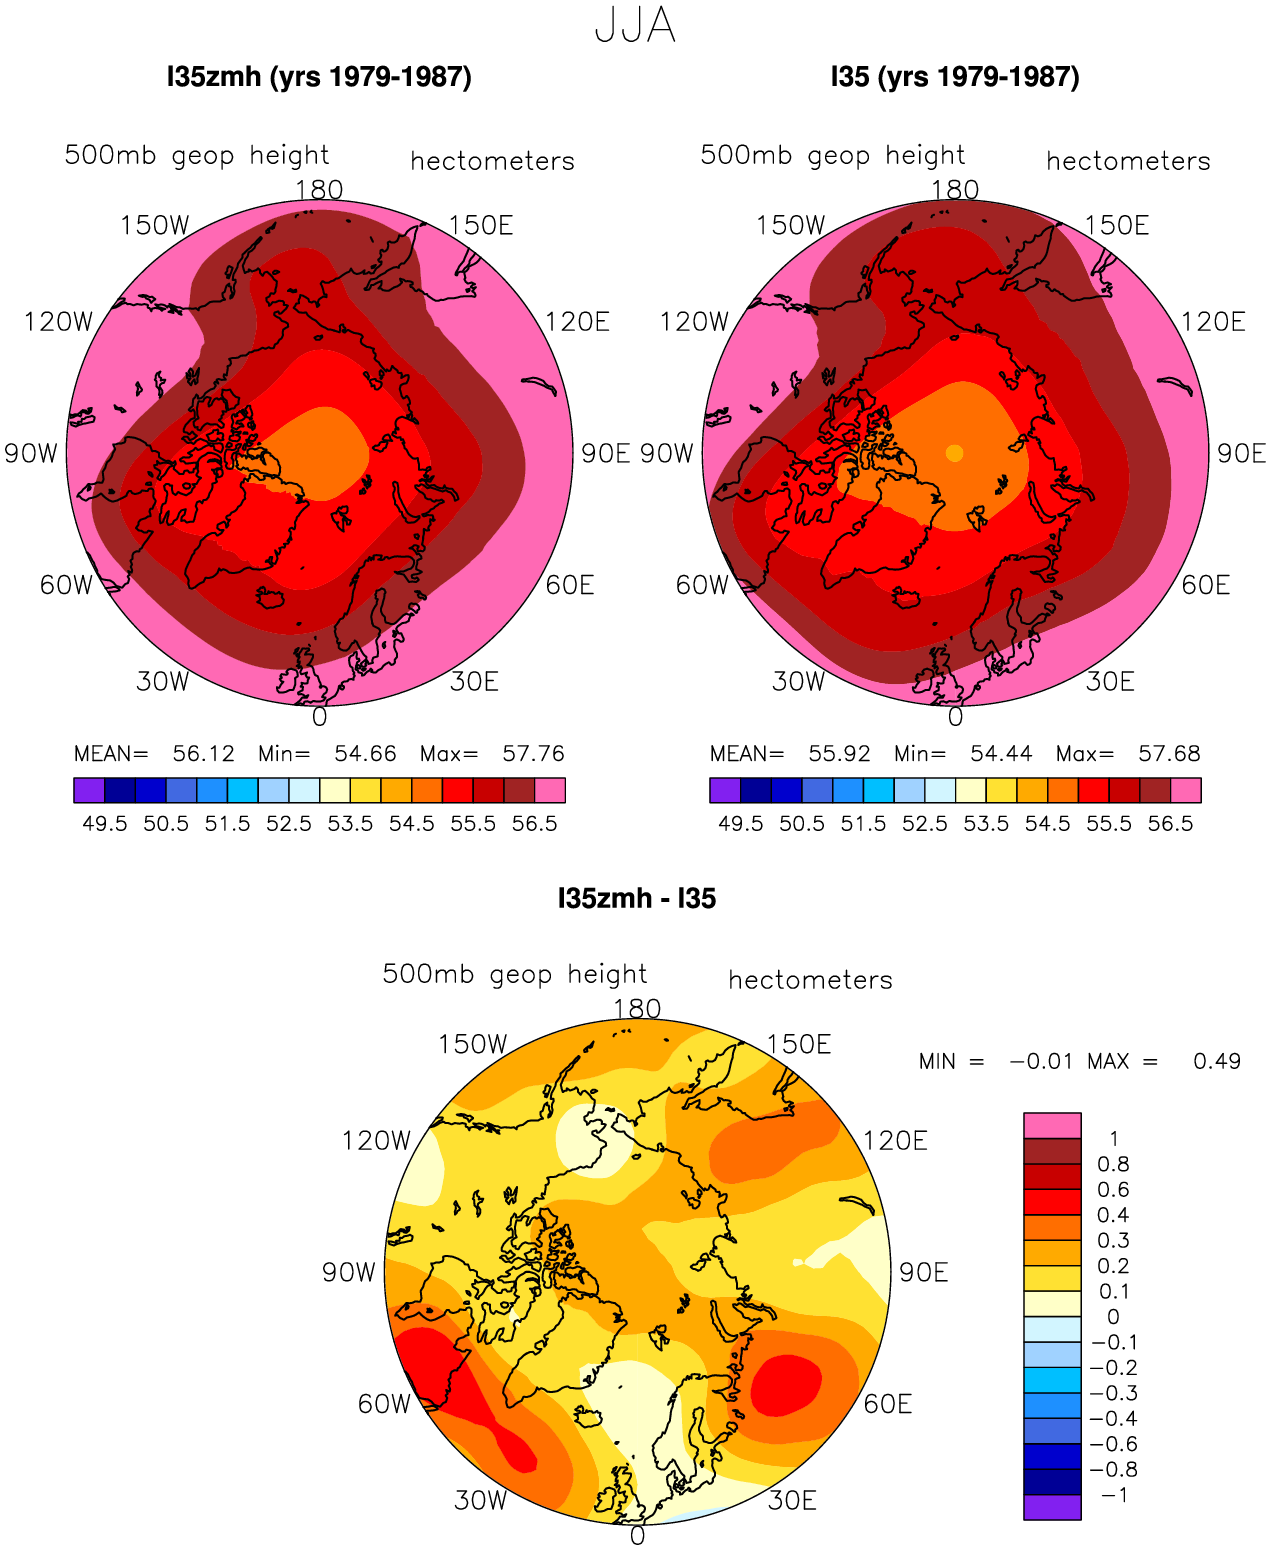 JJA
l35zmh (yrs 1979-1987)
l35 (yrs 1979-1987)
500mb geop height hectometers
180
150W 150E
120W 120E
90W 90E
60W 60E
30W 30E
0
MEAN= 56.12 Min= 54.66 Max= 57.76
49.5 50.5 51.5 52.5 53.5 54.5 55.5 56.5
500mb geop height hectometers
180
150W 150E
120W 120E
90W 90E
60W 60E
30W 30E
0
MEAN= 55.92 Min= 54.44 Max= 57.68
49.5 50.5 51.5 52.5 53.5 54.5 55.5 56.5
l35zmh - l35
500mb geop height hectometers
180
150W 150E
120W 120E
90W 90E
60W 60E
30W 30E
0
MIN = -0.01 MAX = 0.49
1
0.8
0.6
0.4
0.3
0.2
0.1
0
-0.1
-0.2
-0.3
-0.4
-0.6
-0.8
-1